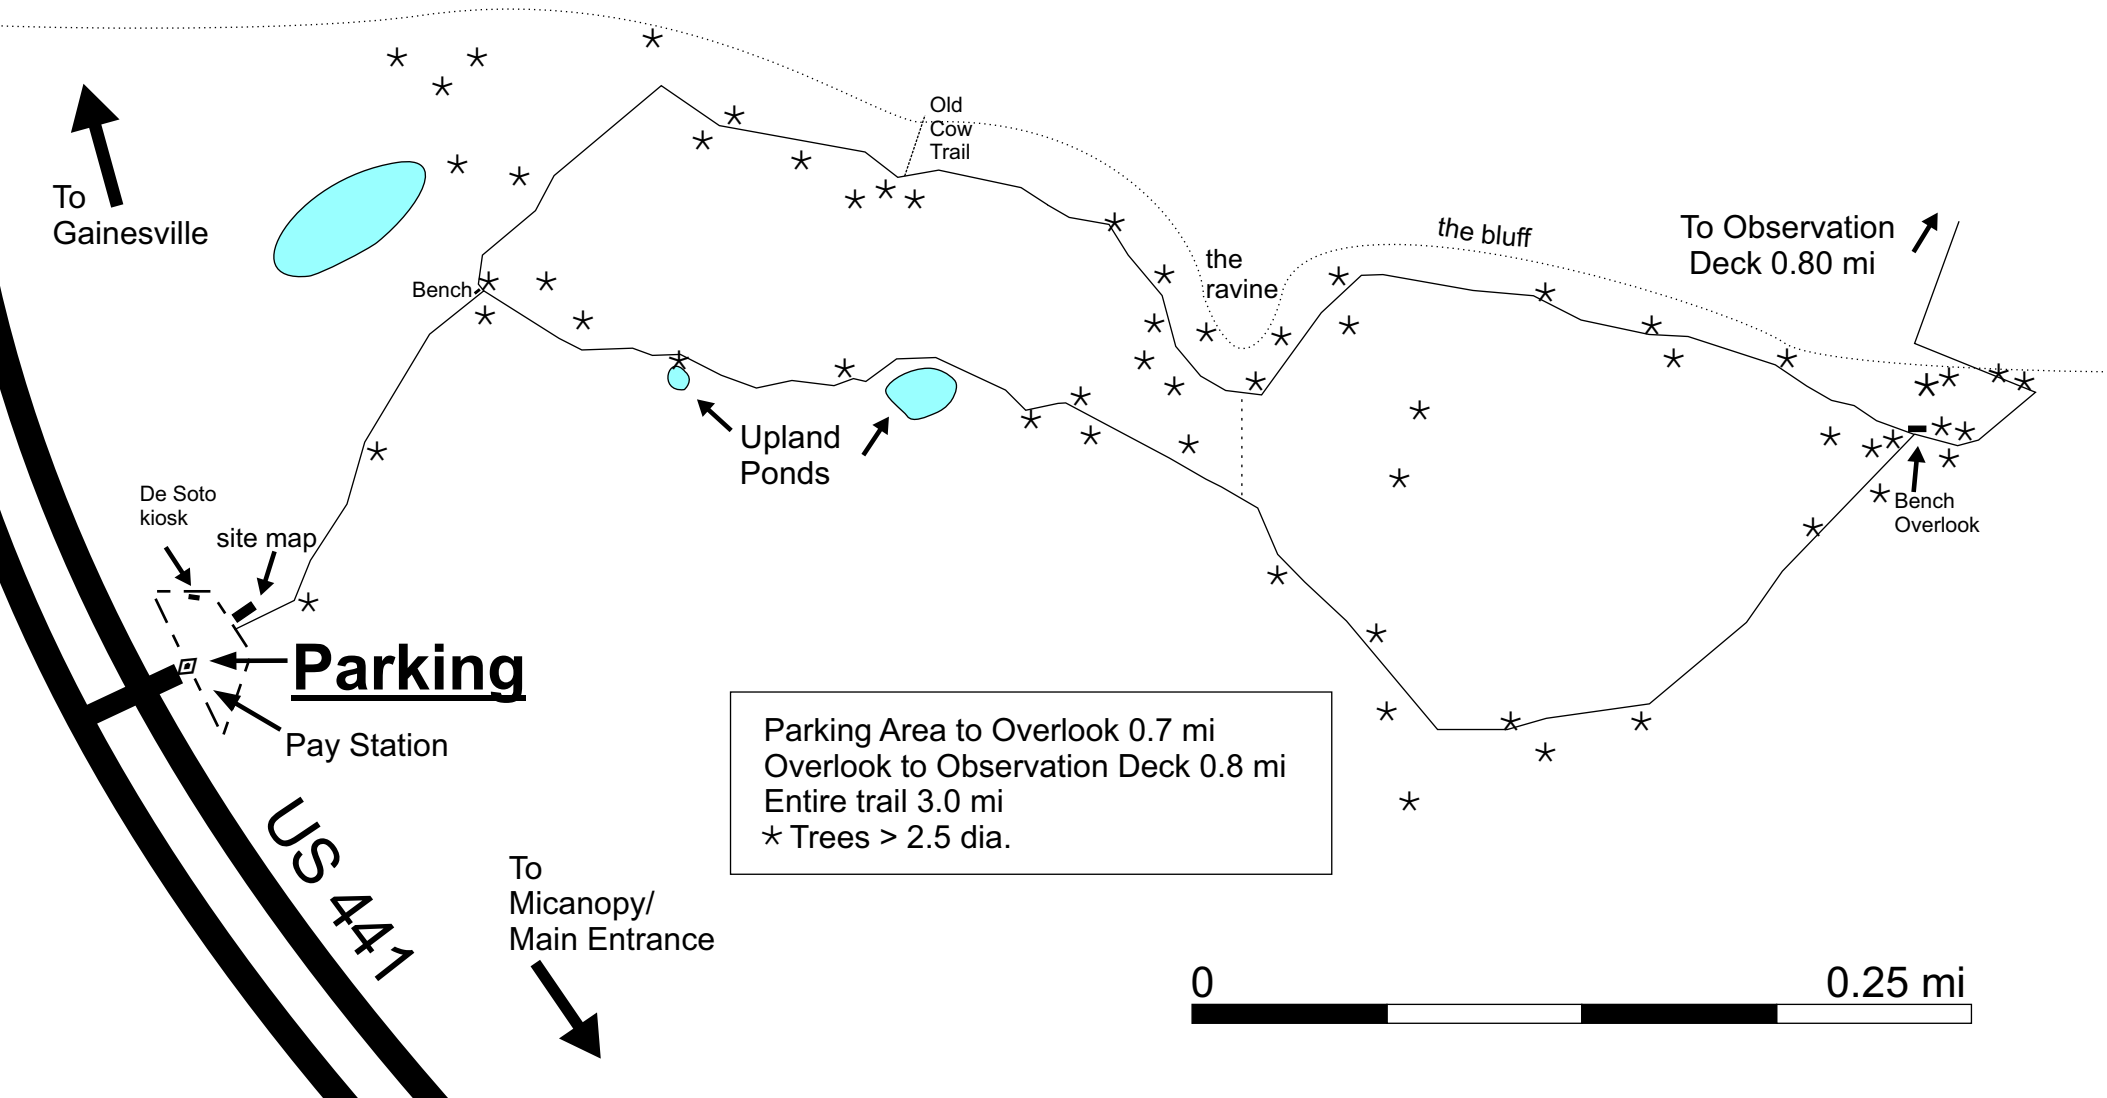 Old
Cow
Trail
To
Gainesville
the bluff
To Observation
Deck 0.80 mi
the
ravine
Bench
Upland
Ponds
De Soto
kiosk
site map
Bench
Overlook
Parking
Pay Station
US 441
Parking Area to Overlook 0.7 mi
Overlook to Observation Deck 0.8 mi
Entire trail 3.0 mi
* Trees > 2.5 dia.
To
Micanopy/
Main Entrance
0 0.25 mi